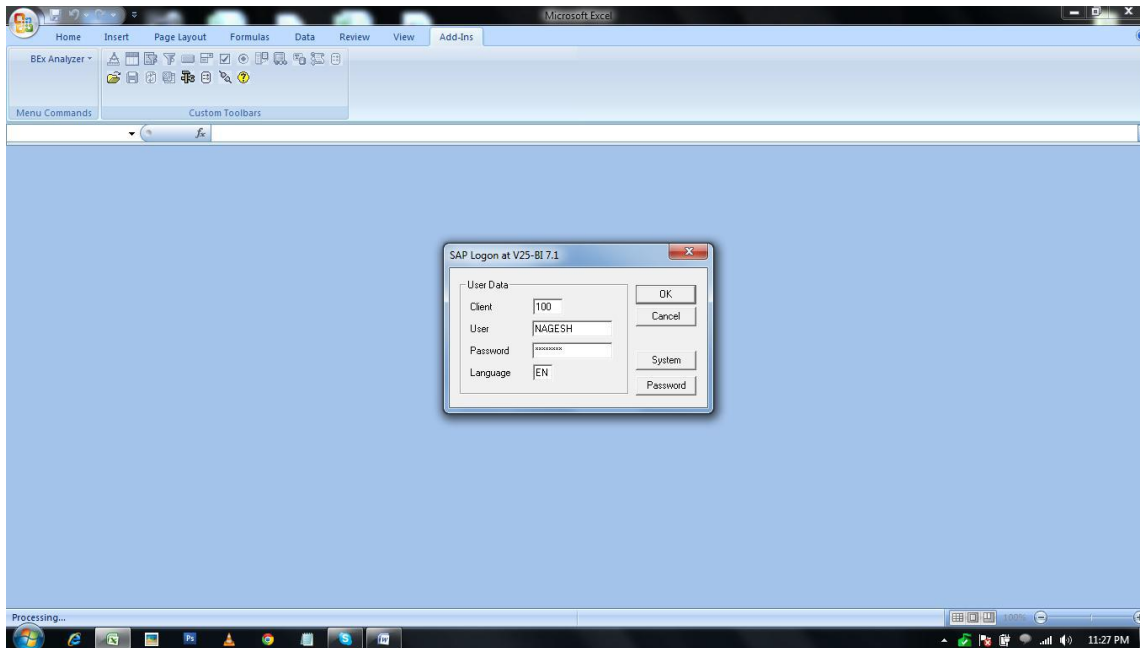 Microsoft Excel
Home Insert Page Layout Formulas Data Review View Add-Ins
BEx Analyzer
Menu Commands
Custom Toolbars
fx
SAP Logon at V25-BI 7.1
User Data
Client 100
OK
Cancel
User NAGESH
Password ********
System
Language EN
Password
Processing...
100%
Ps
S
W
11:27 PM